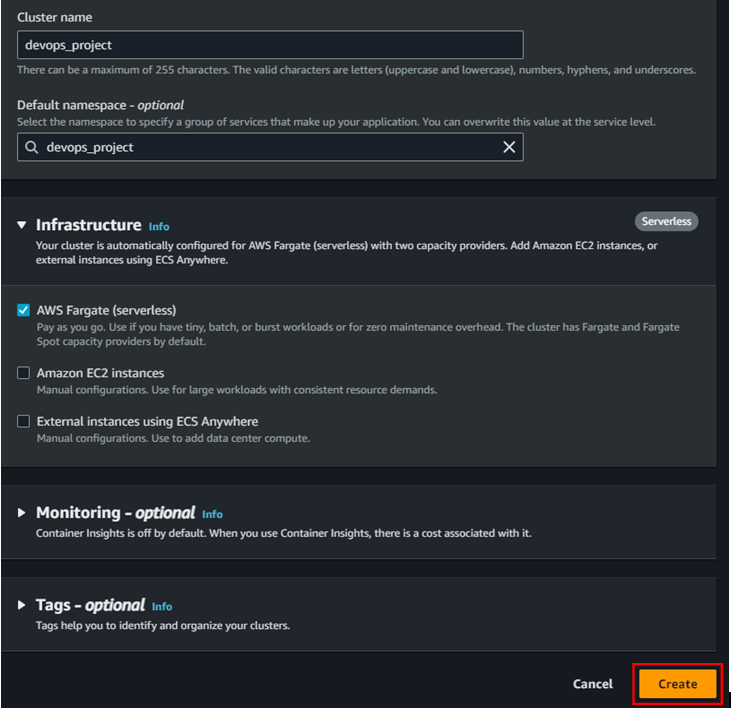 Cluster name
devops_project
There can be a maximum of 255 characters. The valid characters are letters (uppercase and lowercase), numbers, hyphens, and underscores.
Default namespace - optional
Select the namespace to specify a group of services that make up your application. You can overwrite this value at the service level.
devops_project
Infrastructure Info
Serverless
Your cluster is automatically configured for AWS Fargate (serverless) with two capacity providers. Add Amazon EC2 instances, or
external instances using ECS Anywhere.
AWS Fargate (serverless)
Pay as you go. Use if you have tiny, batch, or burst workloads or for zero maintenance overhead. The cluster has Fargate and Fargate
Spot capacity providers by default.
Amazon EC2 instances
Manual configurations. Use for large workloads with consistent resource demands.
External instances using ECS Anywhere
Manual configurations. Use to add data center compute.
Monitoring - optional Info
Container Insights is off by default. When you use Container Insights, there is a cost associated with it.
Tags - optional Info
Tags help you to identify and organize your clusters.
Cancel
Create